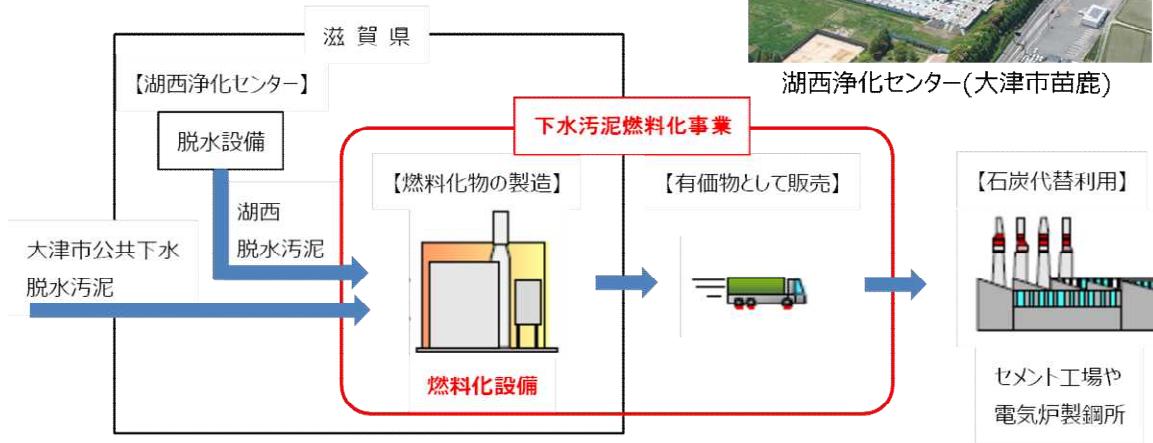 滋賀県
【湖西浄化センター】
湖西浄化センター(大津市苗鹿)
下水汚泥燃料化事業
脱水設備
【燃料化物の製造】
【有価物として販売】
【石炭代替利用】
湖西
脱水汚泥
大津市公共下水
脱水汚泥
燃料化設備
セメント工場や
電気炉製鋼所